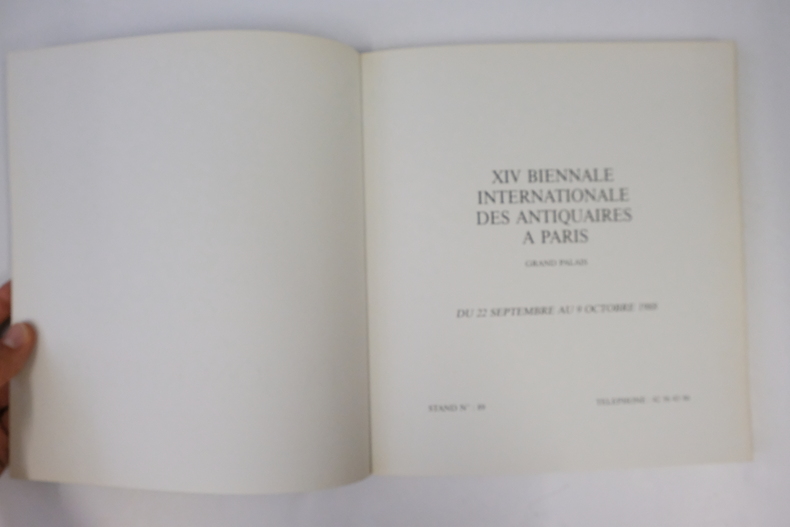 XIV BIENNALE
INTERNATIONALE
DES ANTIQUAIRES
A PARIS
GRAND PALAIS
DU 22 SEPTEMBRE AU 9 OCTOBRE 1988
STAND N° : 
TELEPHONE :